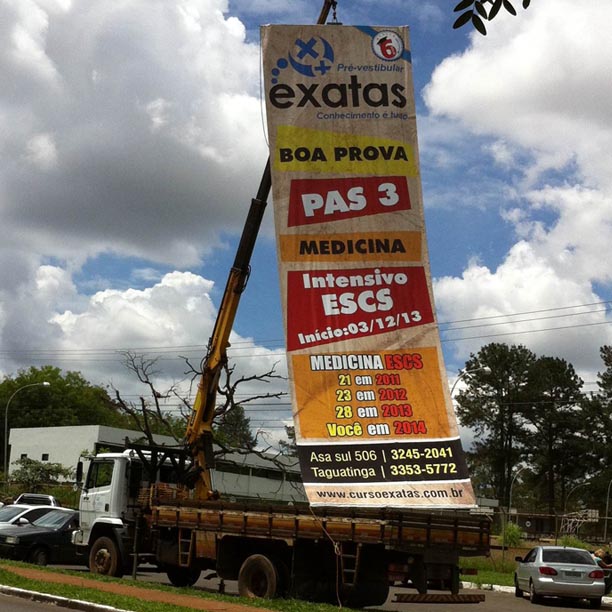 Pré-vestibular
exatas
Conhecimento é tudo
BOA PROVA
PAS 3
MEDICINA
Intensivo
ESCS
Início:03/12/13
MEDICINA ESCS
21 em 2011
23 em 2012
28 em 2013
Você em 2014
Asa sul 506 | 3245-2041
Taguatinga | 3353-5772
www.cursoexatas.com.br